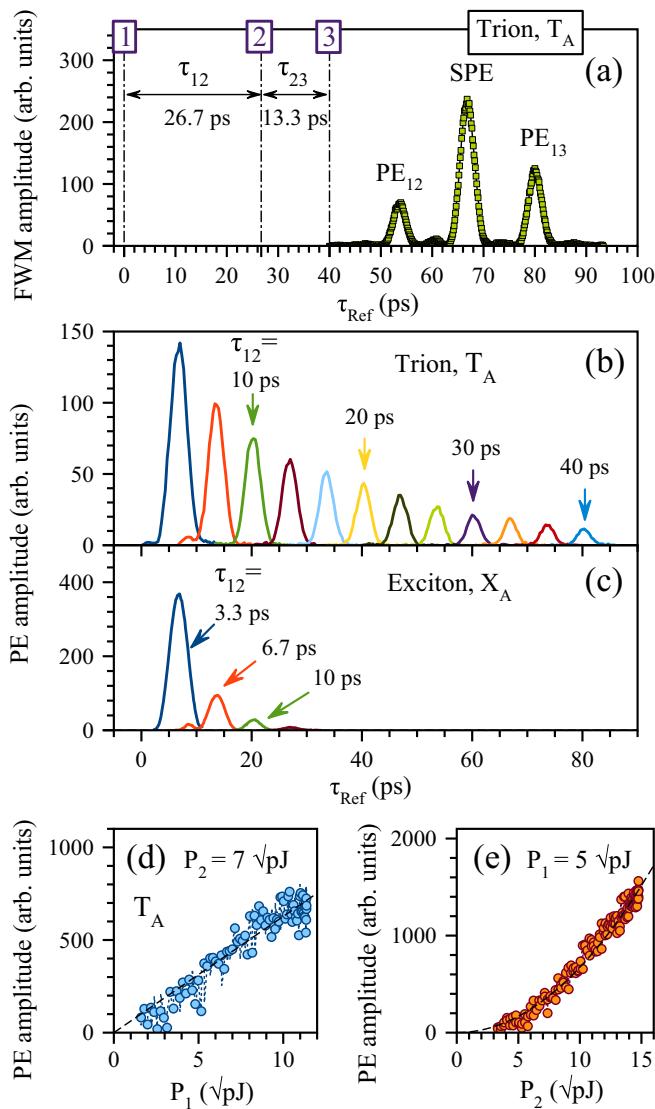 1 2 3 Trion, T_A
(a)
τ₁₂ τ₂₃
26.7 ps 13.3 ps
SPE
PE₁₂ PE₁₃
FWM amplitude (arb. units)
300
200
100
0
0 10 20 30 40 50 60 70 80 90 100
τ_Ref (ps)
150
100
50
0
τ₁₂=
10 ps
Trion, T_A (b)
20 ps
30 ps
40 ps
PE amplitude (arb. units)
400
200
0
τ₁₂= Exciton, X_A (c)
3.3 ps
6.7 ps
10 ps
0 20 40 60 80
τ_Ref (ps)
PE amplitude (arb. units)
1000
500
0
(d) P₂ = 7 √pJ
T_A
0 5 10
P₁ (√pJ)
PE amplitude (arb. units)
2000
1000
0
(e) P₁ = 5 √pJ
0 5 10 15
P₂ (√pJ)